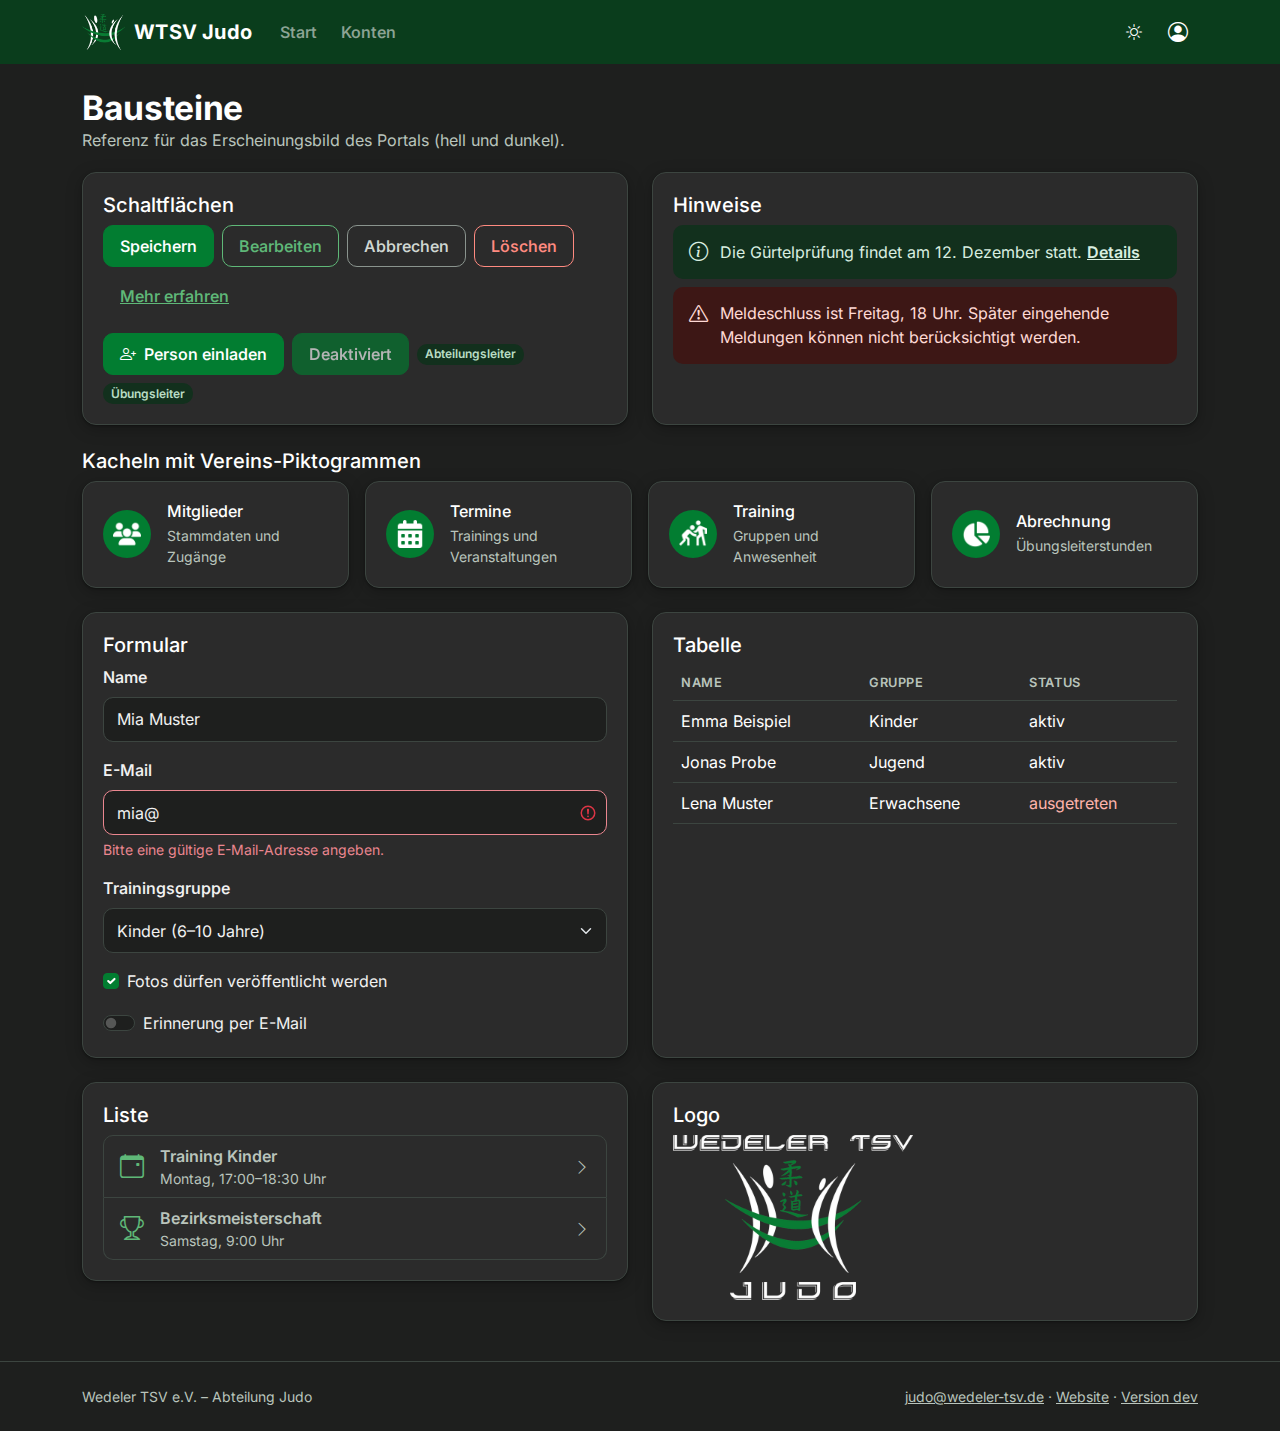 WTSV Judo
Start
Konten
Bausteine
Referenz für das Erscheinungsbild des Portals (hell und dunkel).
Schaltflächen
Speichern
Bearbeiten
Abbrechen
Löschen
Mehr erfahren
Person einladen
Deaktiviert
Abteilungsleiter
Übungsleiter
Hinweise
Die Gürtelprüfung findet am 12. Dezember statt. Details
Meldeschluss ist Freitag, 18 Uhr. Später eingehende
Meldungen können nicht berücksichtigt werden.
Kacheln mit Vereins-Piktogrammen
Mitglieder
Stammdaten und
Zugänge
Termine
Trainings und
Veranstaltungen
Training
Gruppen und
Anwesenheit
Abrechnung
Übungsleiterstunden
Formular
Name
Mia Muster
E-Mail
mia@
Bitte eine gültige E-Mail-Adresse angeben.
Trainingsgruppe
Kinder (6–10 Jahre)
Fotos dürfen veröffentlicht werden
Erinnerung per E-Mail
Tabelle
NAME GRUPPE STATUS
Emma Beispiel Kinder aktiv
Jonas Probe Jugend aktiv
Lena Muster Erwachsene ausgetreten
Liste
Training Kinder
Montag, 17:00–18:30 Uhr
Bezirksmeisterschaft
Samstag, 9:00 Uhr
Logo
WEDELER TSV
柔
道
JUDO
Wedeler TSV e.V. – Abteilung Judo
judo@wedeler-tsv.de · Website · Version dev